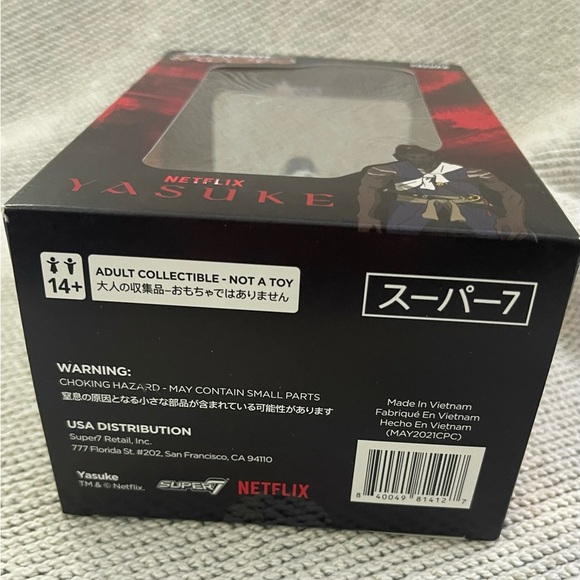 NETFLIX
YASUKE
14+
ADULT COLLECTIBLE - NOT A TOY
大人の収集品–おもちゃではありません
スーパー7
WARNING:
CHOKING HAZARD - MAY CONTAIN SMALL PARTS
窒息の原因となる小さな部品が含まれている可能性があります
USA DISTRIBUTION
Super7 Retail, Inc.
777 Florida St. #202, San Francisco, CA 94110
Yasuke
TM & © Netflix.
SUPER7
NETFLIX
Made In Vietnam
Fabriqué En Vietnam
Hecho En Vietnam
(MAY2021CPC)
8 40049 81412 7